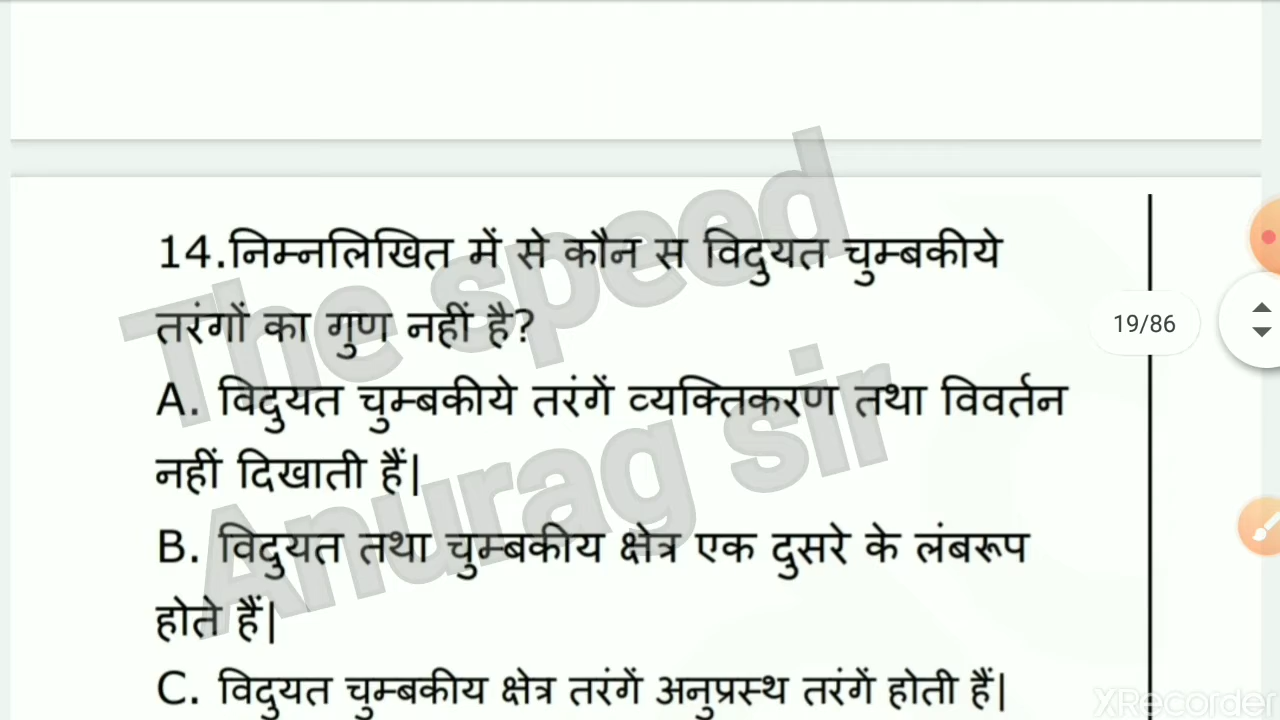 14.निम्नलिखित में से कौन स विदुयत चुम्बकीये
तरंगों का गुण नहीं है?
19/86
A. विदुयत चुम्बकीये तरंगें व्यक्तिकरण तथा विवर्तन
नहीं दिखाती हैं|
B. विदुयत तथा चुम्बकीय क्षेत्र एक दुसरे के लंबरूप
होते हैं|
C. विदुयत चुम्बकीय क्षेत्र तरंगें अनुप्रस्थ तरंगें होती हैं|
The speed
Anurag sir
XRecorder